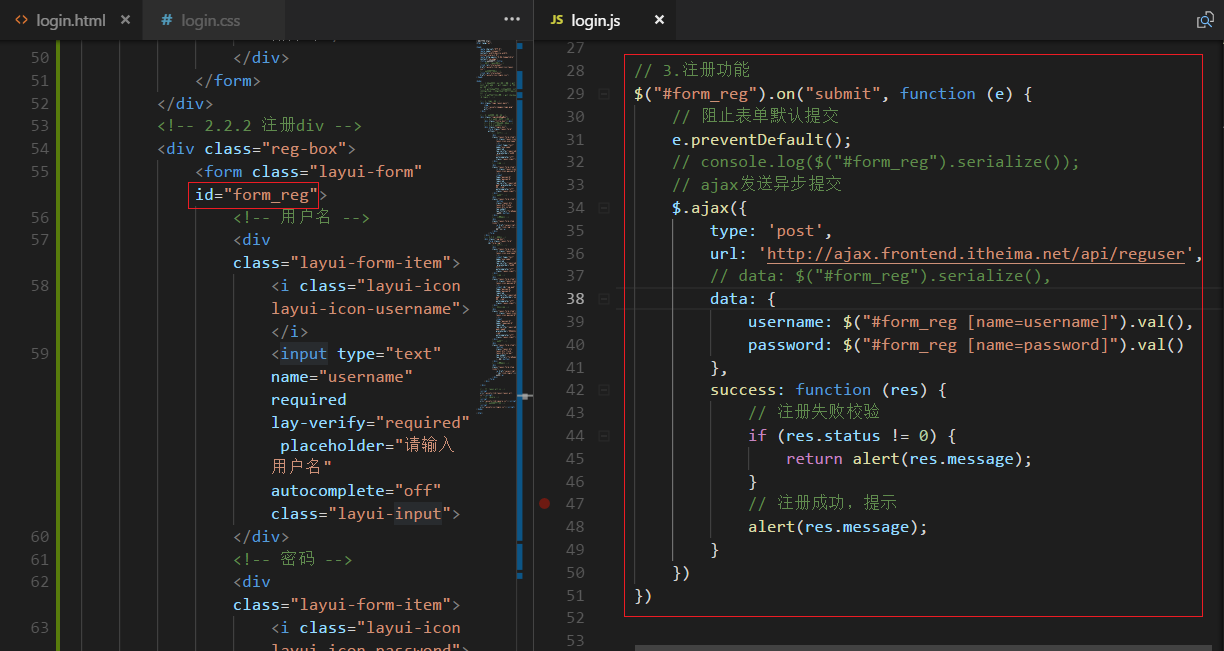 login.html
login.css
50 </div>
51 </form>
52 </div>
53 <!-- 2.2.2 注册div -->
54 <div class="reg-box">
55 <form class="layui-form"
id="form_reg">
56 <!-- 用户名 -->
57 <div
class="layui-form-item">
58 <i class="layui-icon
layui-icon-username">
</i>
59 <input type="text"
name="username"
required
lay-verify="required"
placeholder="请输入
用户名"
autocomplete="off"
class="layui-input">
60 </div>
61 <!-- 密码 -->
62 <div
class="layui-form-item">
63 <i class="layui-icon
layui-icon-password">
JS login.js
27
28 // 3.注册功能
29 $("#form_reg").on("submit", function (e) {
30 // 阻止表单默认提交
31 e.preventDefault();
32 // console.log($("#form_reg").serialize());
33 // ajax发送异步提交
34 $.ajax({
35 type: 'post',
36 url: 'http://ajax.frontend.itheima.net/api/reguser',
37 // data: $("#form_reg").serialize(),
38 data: {
39 username: $("#form_reg [name=username]").val(),
40 password: $("#form_reg [name=password]").val()
41 },
42 success: function (res) {
43 // 注册失败校验
44 if (res.status != 0) {
45 return alert(res.message);
46 }
47 // 注册成功，提示
48 alert(res.message);
49 }
50 })
51 })
52
53